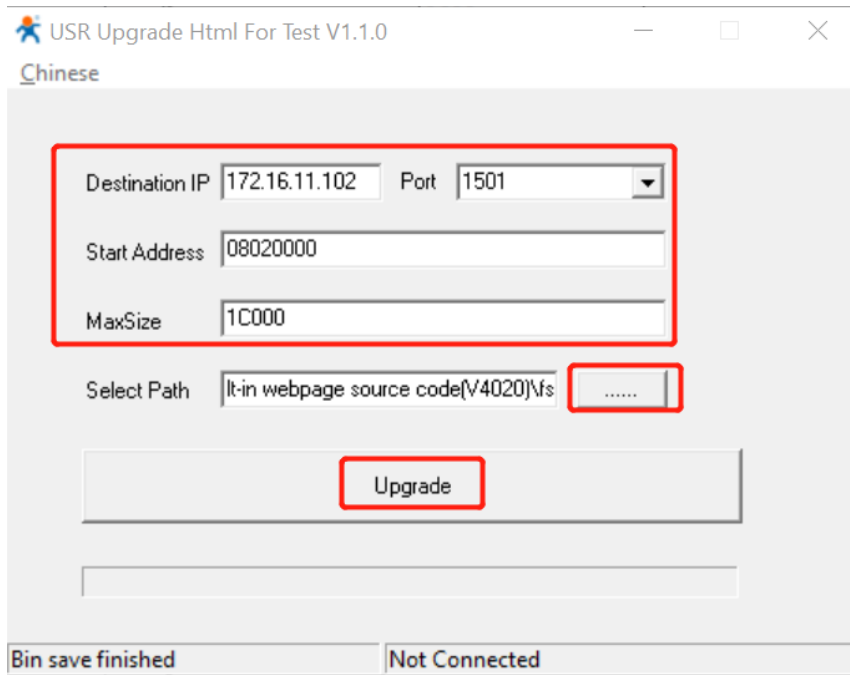 USR Upgrade Html For Test V1.1.0
Chinese
Destination IP 172.16.11.102 Port 1501
Start Address 08020000
MaxSize 1C000
Select Path lt-in webpage source code(V4020)\fs ......
Upgrade
Bin save finished Not Connected